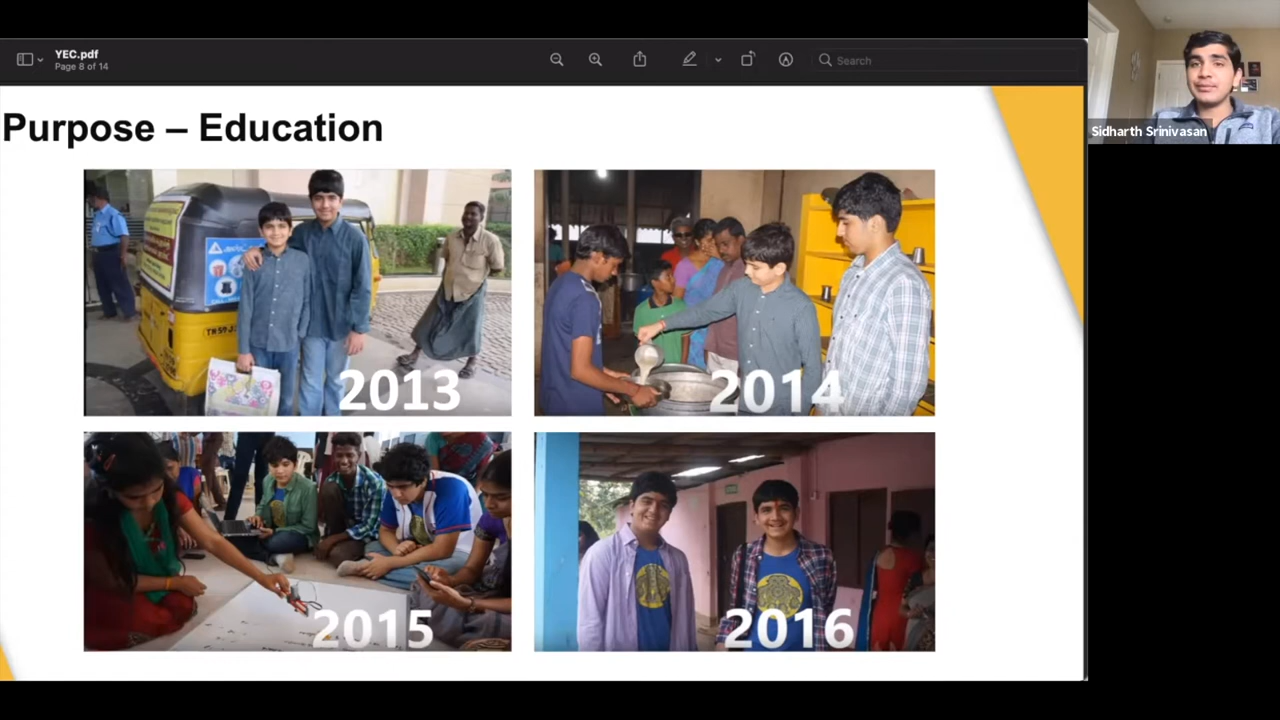 YEC.pdf
Page 8 of 14
Search
Sidharth Srinivasan
Purpose – Education
2013
2014
2015
2016